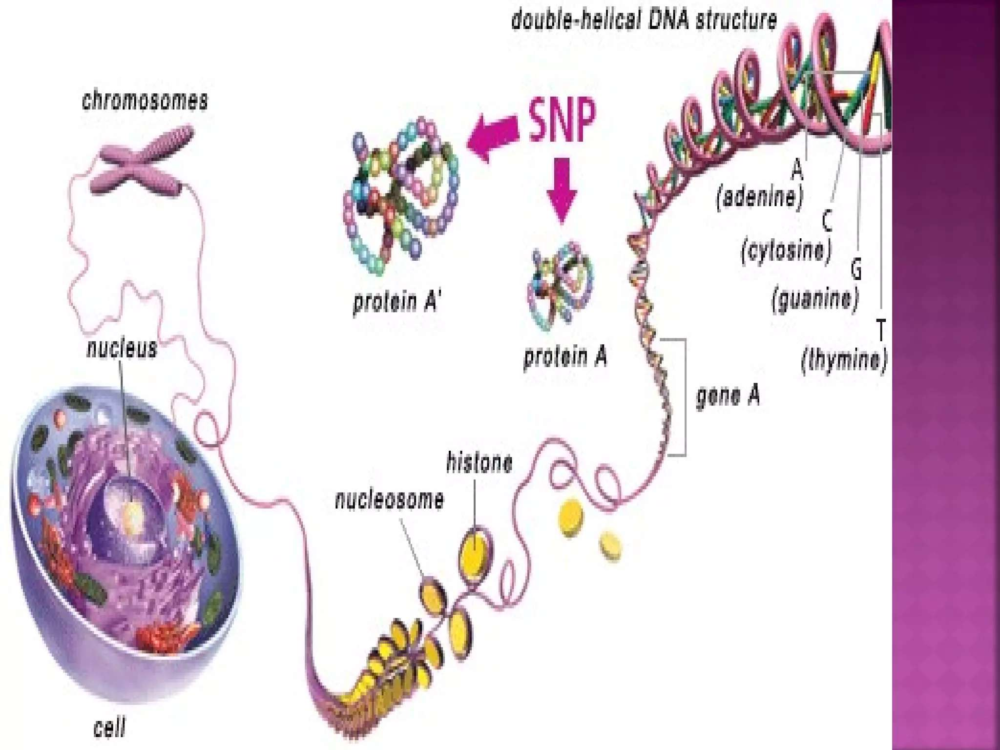 double-helical DNA structure
chromosomes
SNP
A
(adenine)
C
(cytosine)
G
(guanine)
T
(thymine)
protein A'
protein A
nucleus
gene A
histone
nucleosome
cell